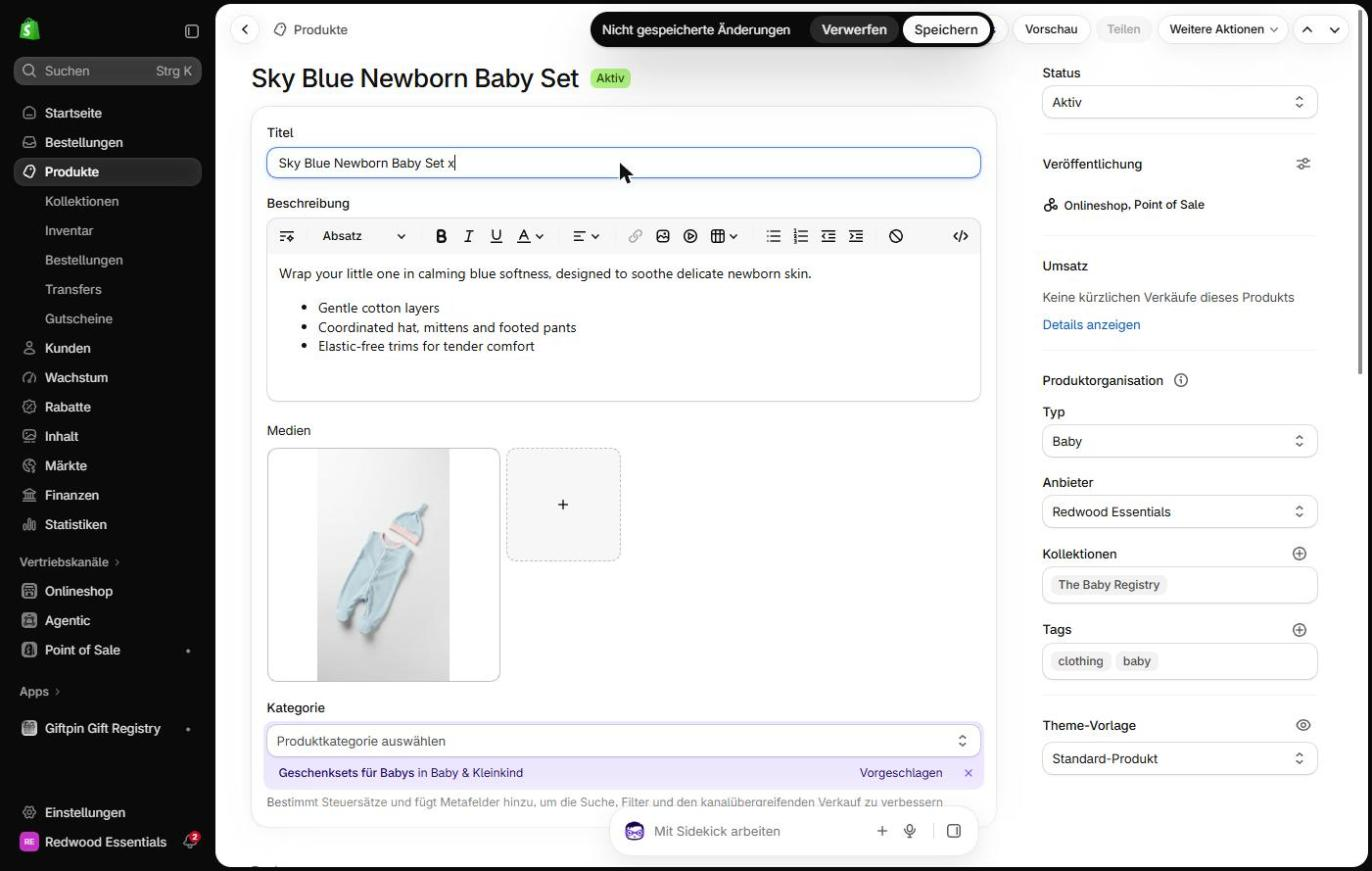 Suchen Strg K
Startseite
Bestellungen
Produkte
Kollektionen
Inventar
Bestellungen
Transfers
Gutscheine
Kunden
Wachstum
Rabatte
Inhalt
Märkte
Finanzen
Statistiken
Vertriebskanäle
Onlineshop
Agentic
Point of Sale
Apps
Giftpin Gift Registry
Einstellungen
RE Redwood Essentials 2
Produkte
Nicht gespeicherte Änderungen Verwerfen Speichern
Vorschau Teilen Weitere Aktionen
Sky Blue Newborn Baby Set Aktiv
Titel
Sky Blue Newborn Baby Set x
Beschreibung
Absatz B I U A
Wrap your little one in calming blue softness, designed to soothe delicate newborn skin.
Gentle cotton layers
Coordinated hat, mittens and footed pants
Elastic-free trims for tender comfort
Medien
Kategorie
Produktkategorie auswählen
Geschenksets für Babys in Baby & Kleinkind Vorgeschlagen
Bestimmt Steuersätze und fügt Metafelder hinzu, um die Suche, Filter und den kanalübergreifenden Verkauf zu verbessern
Mit Sidekick arbeiten
Status
Aktiv
Veröffentlichung
Onlineshop, Point of Sale
Umsatz
Keine kürzlichen Verkäufe dieses Produkts
Details anzeigen
Produktorganisation
Typ
Baby
Anbieter
Redwood Essentials
Kollektionen
The Baby Registry
Tags
clothing baby
Theme-Vorlage
Standard-Produkt